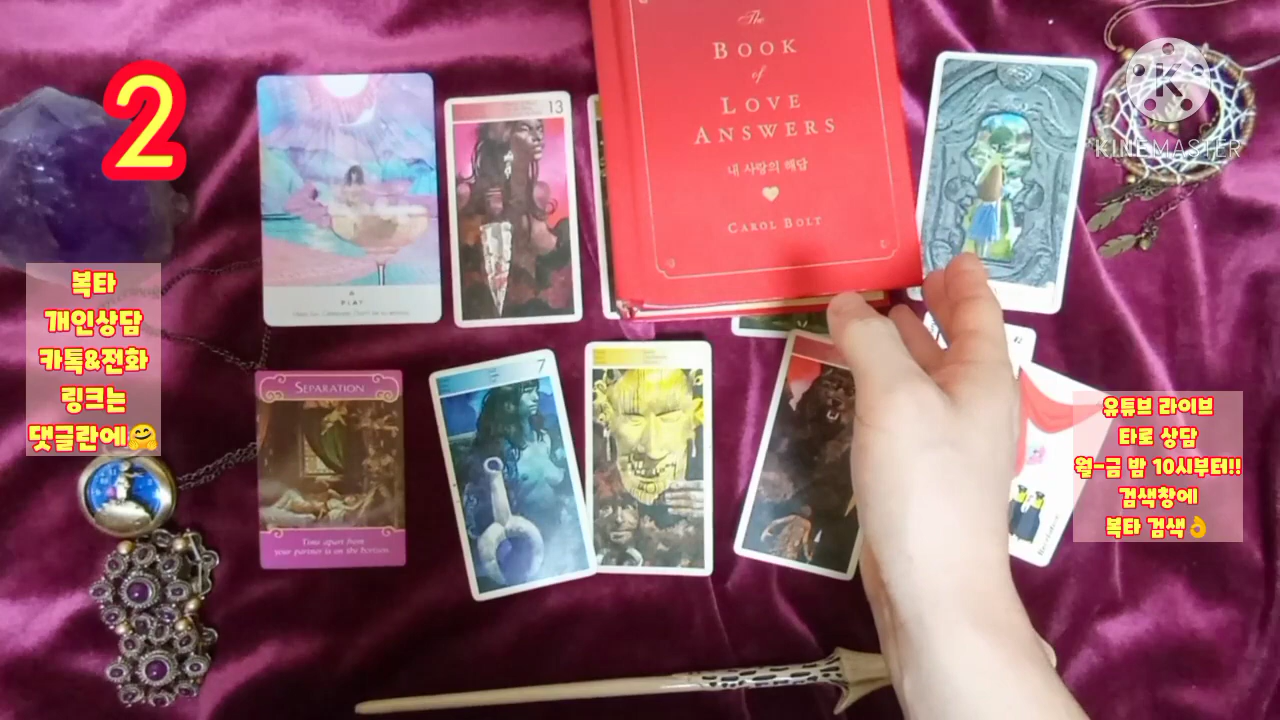 2
The
BOOK
of
LOVE
ANSWERS
내 사랑의 해답
CAROL BOLT
13
PLAY
K
KINEMASTER
복타
개인상담
카톡&전화
링크는
댓글란에🤗
SEPARATION
Time apart from
your partner is on the horizon.
7
유튜브 라이브
타로 상담
월-금 밤 10시부터!!
검색창에
복타 검색👌